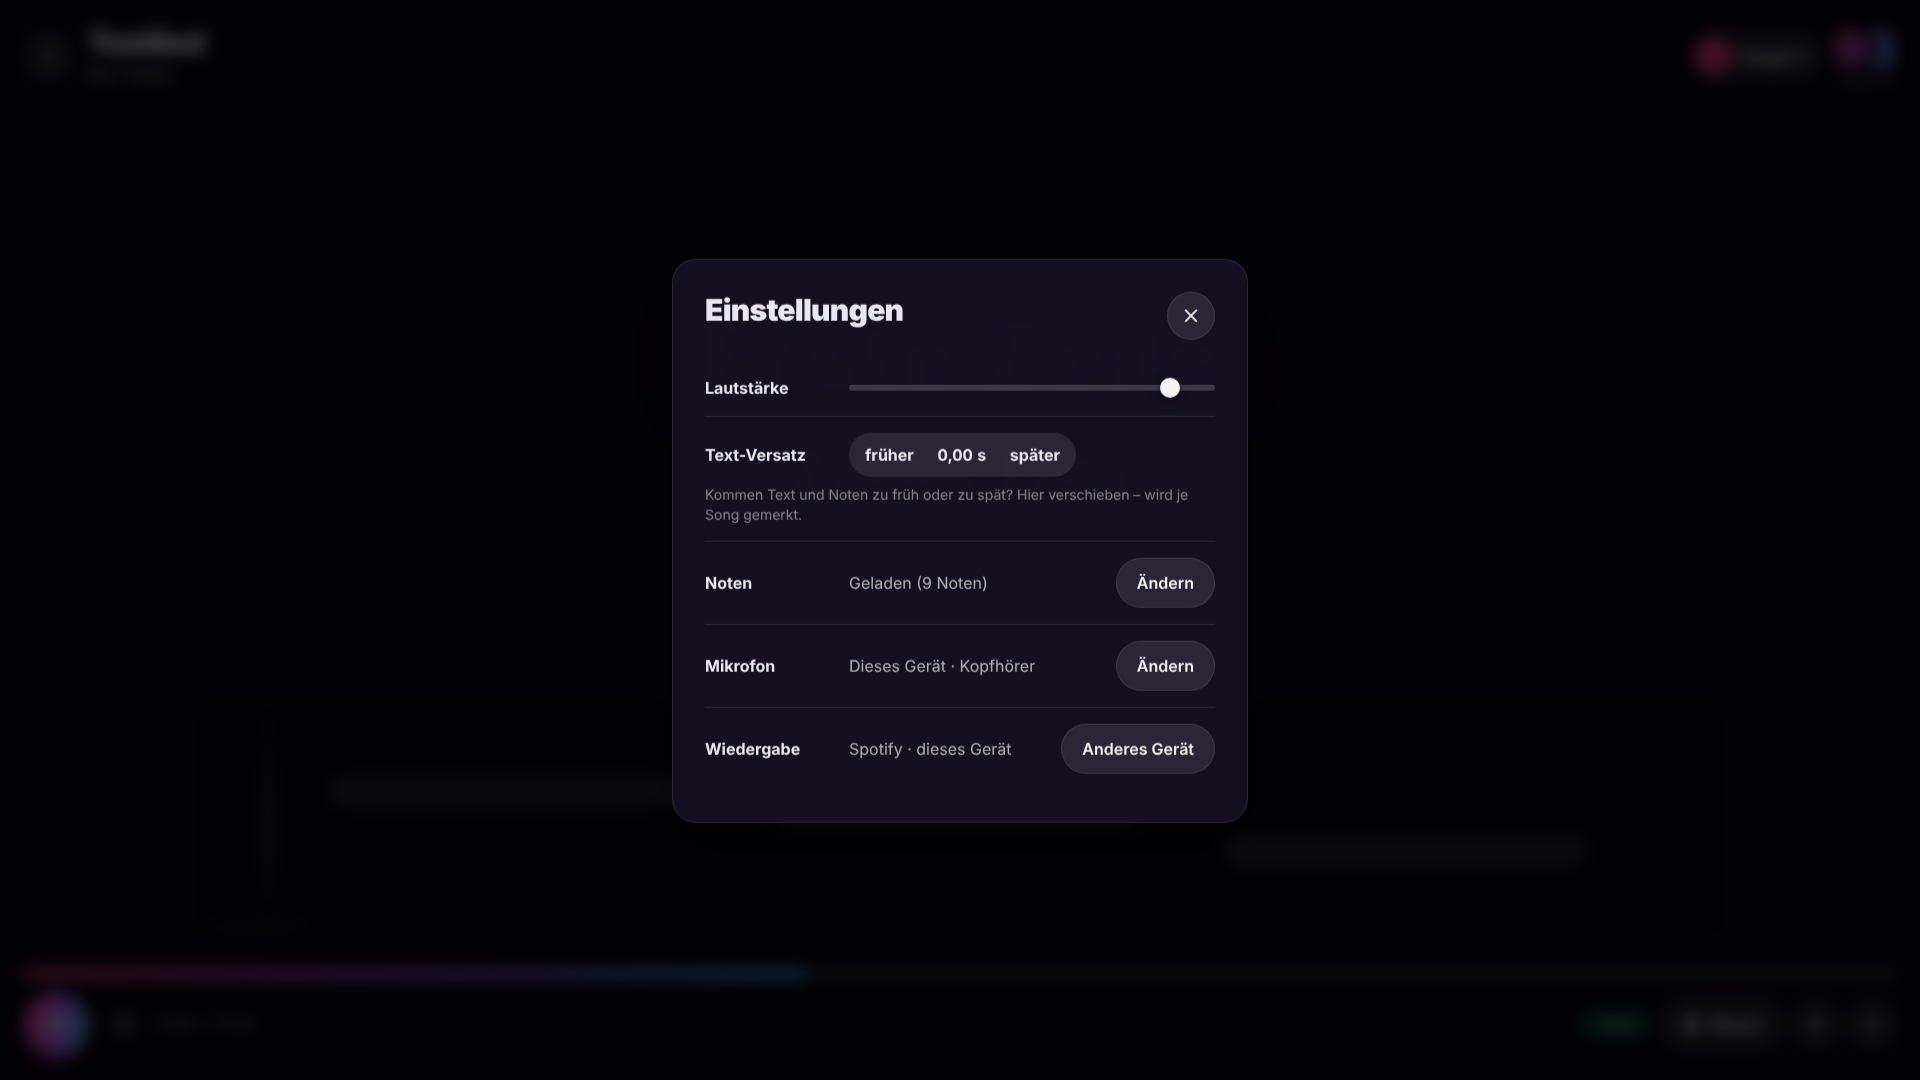 Einstellungen
Lautstärke
Text-Versatz früher 0,00 s später
Kommen Text und Noten zu früh oder zu spät? Hier verschieben – wird je
Song gemerkt.
Noten Geladen (9 Noten) Ändern
Mikrofon Dieses Gerät · Kopfhörer Ändern
Wiedergabe Spotify · dieses Gerät Anderes Gerät